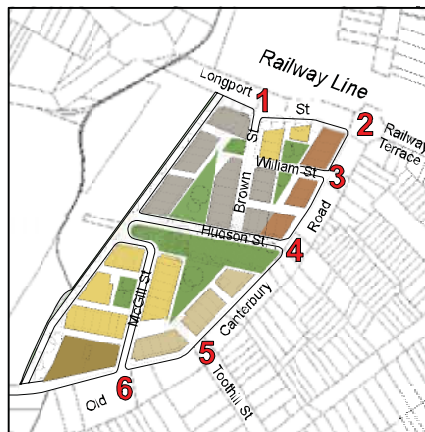 Railway Line
Longport
St
1
2
Railway
Terrace
St
William St
3
Brown
Road
Hudson St
4
McGill St
Canterbury
5
Toothill St
6
Old